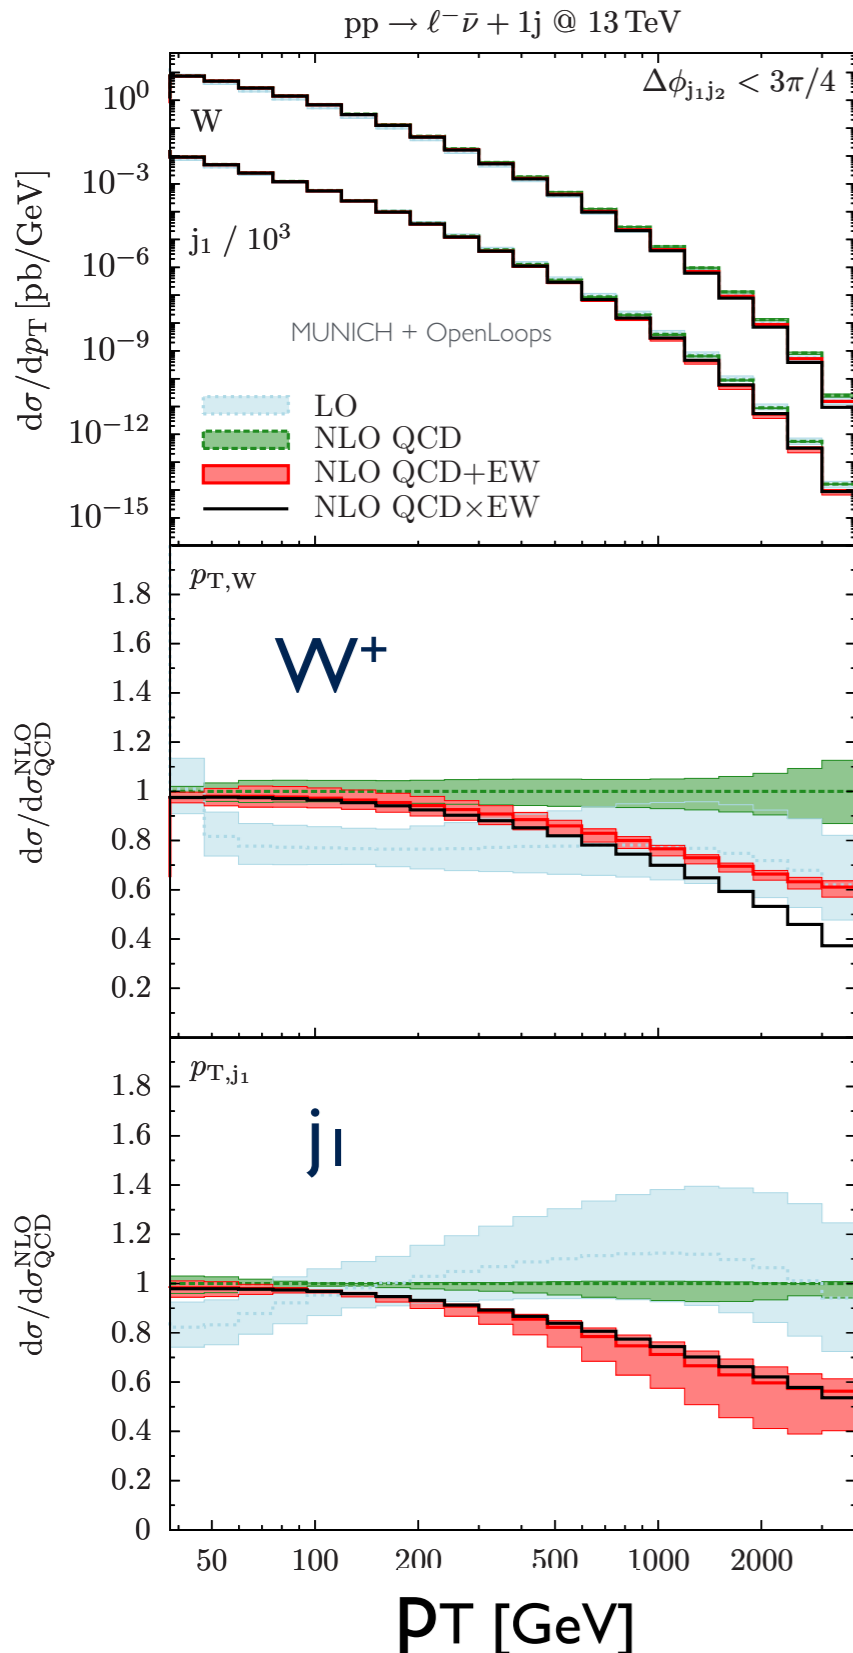 pp → ℓ⁻ν̄ + 1j @ 13 TeV
Δϕj₁j₂ < 3π/4
W
j₁ / 10³
MUNICH + OpenLoops
LO
NLO QCD
NLO QCD+EW
NLO QCD×EW
dσ/dpT [pb/GeV]
10⁰
10⁻³
10⁻⁶
10⁻⁹
10⁻¹²
10⁻¹⁵
pT,W
W⁺
dσ/dσ^NLO_QCD
1.8
1.6
1.4
1.2
1
0.8
0.6
0.4
0.2
pT,j₁
j1
dσ/dσ^NLO_QCD
1.8
1.6
1.4
1.2
1
0.8
0.6
0.4
0.2
0
50 100 200 500 1000 2000
pT [GeV]